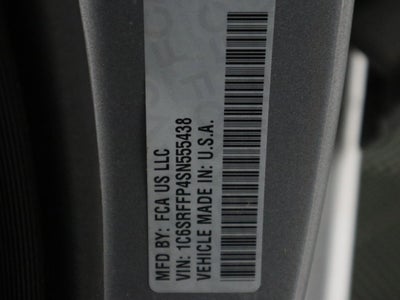 MFD BY: FCA US LLC
VIN: 1C6SRFFP4SN555438
VEHICLE MADE IN: U.S.A.